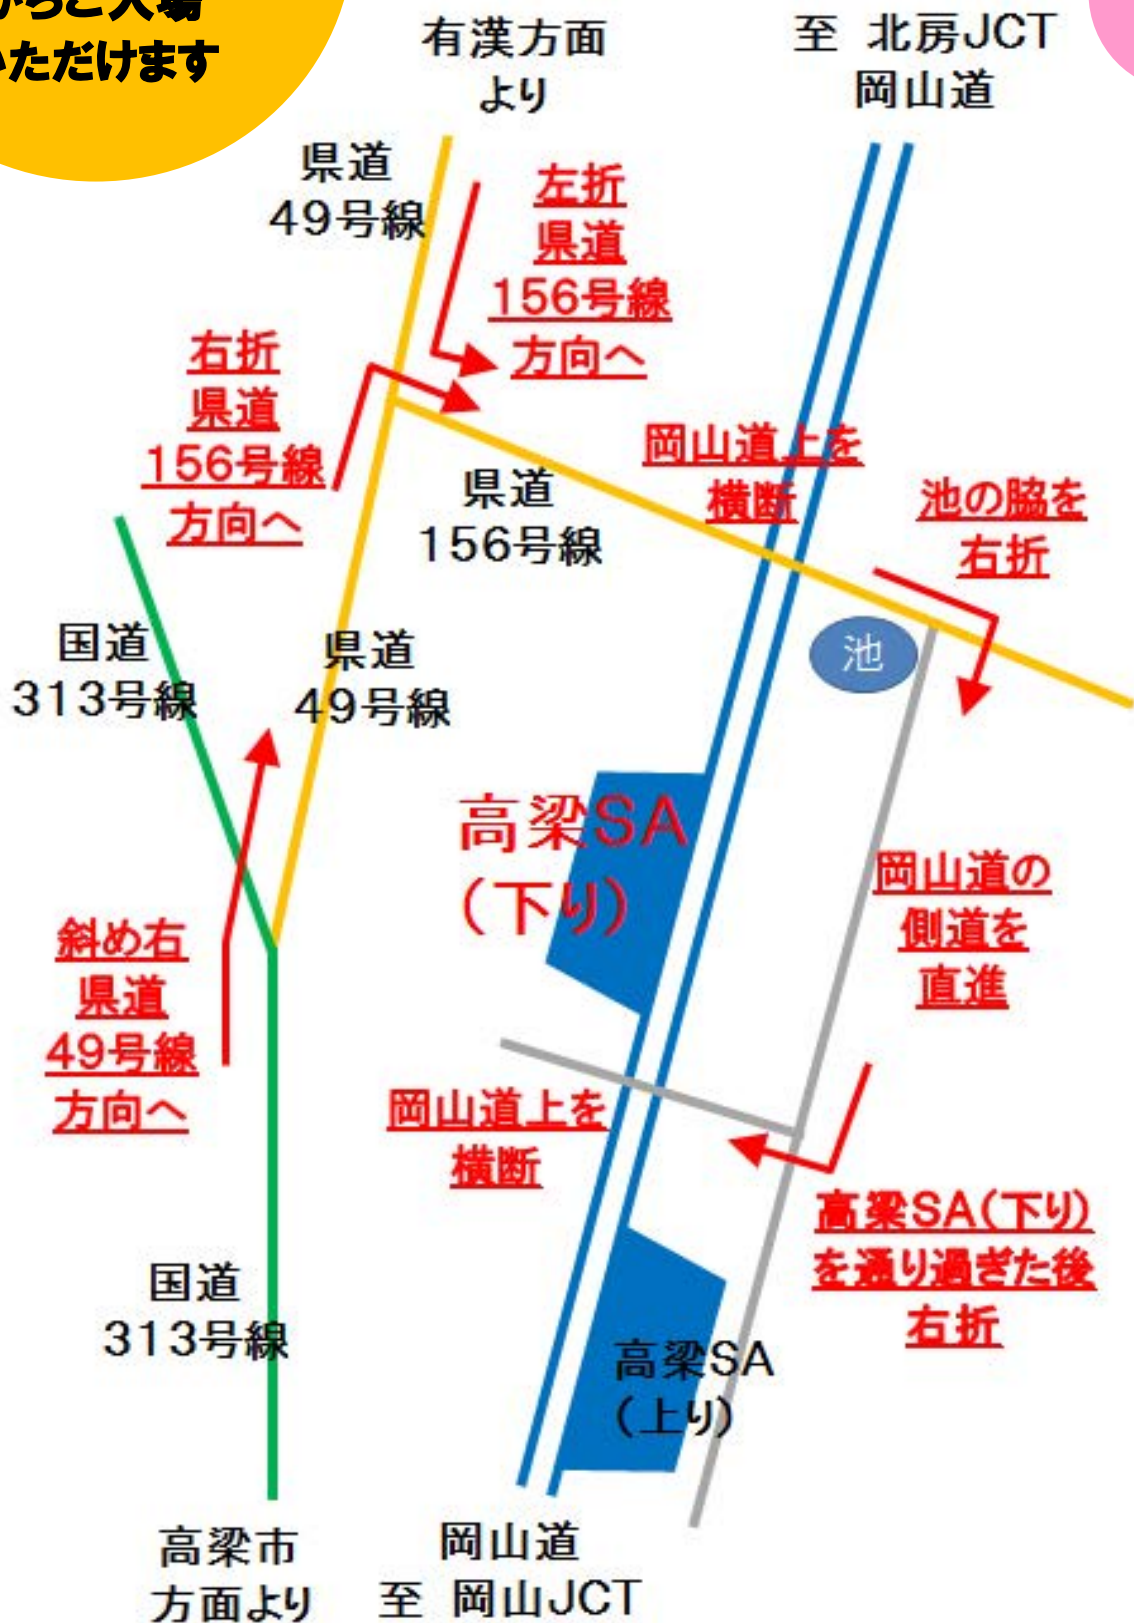 いただけます
有漢方面
より
至 北房JCT
岡山道
県道
49号線
左折
県道
156号線
方向へ
右折
県道
156号線
方向へ
岡山道上を
横断
県道
156号線
池の脇を
右折
池
国道
313号線
県道
49号線
高梁SA
(下り)
岡山道の
側道を
直進
斜め右
県道
49号線
方向へ
岡山道上を
横断
高梁SA(下り)
を通り過ぎた後
右折
国道
313号線
高梁SA
(上り)
高梁市
方面より
岡山道
至 岡山JCT